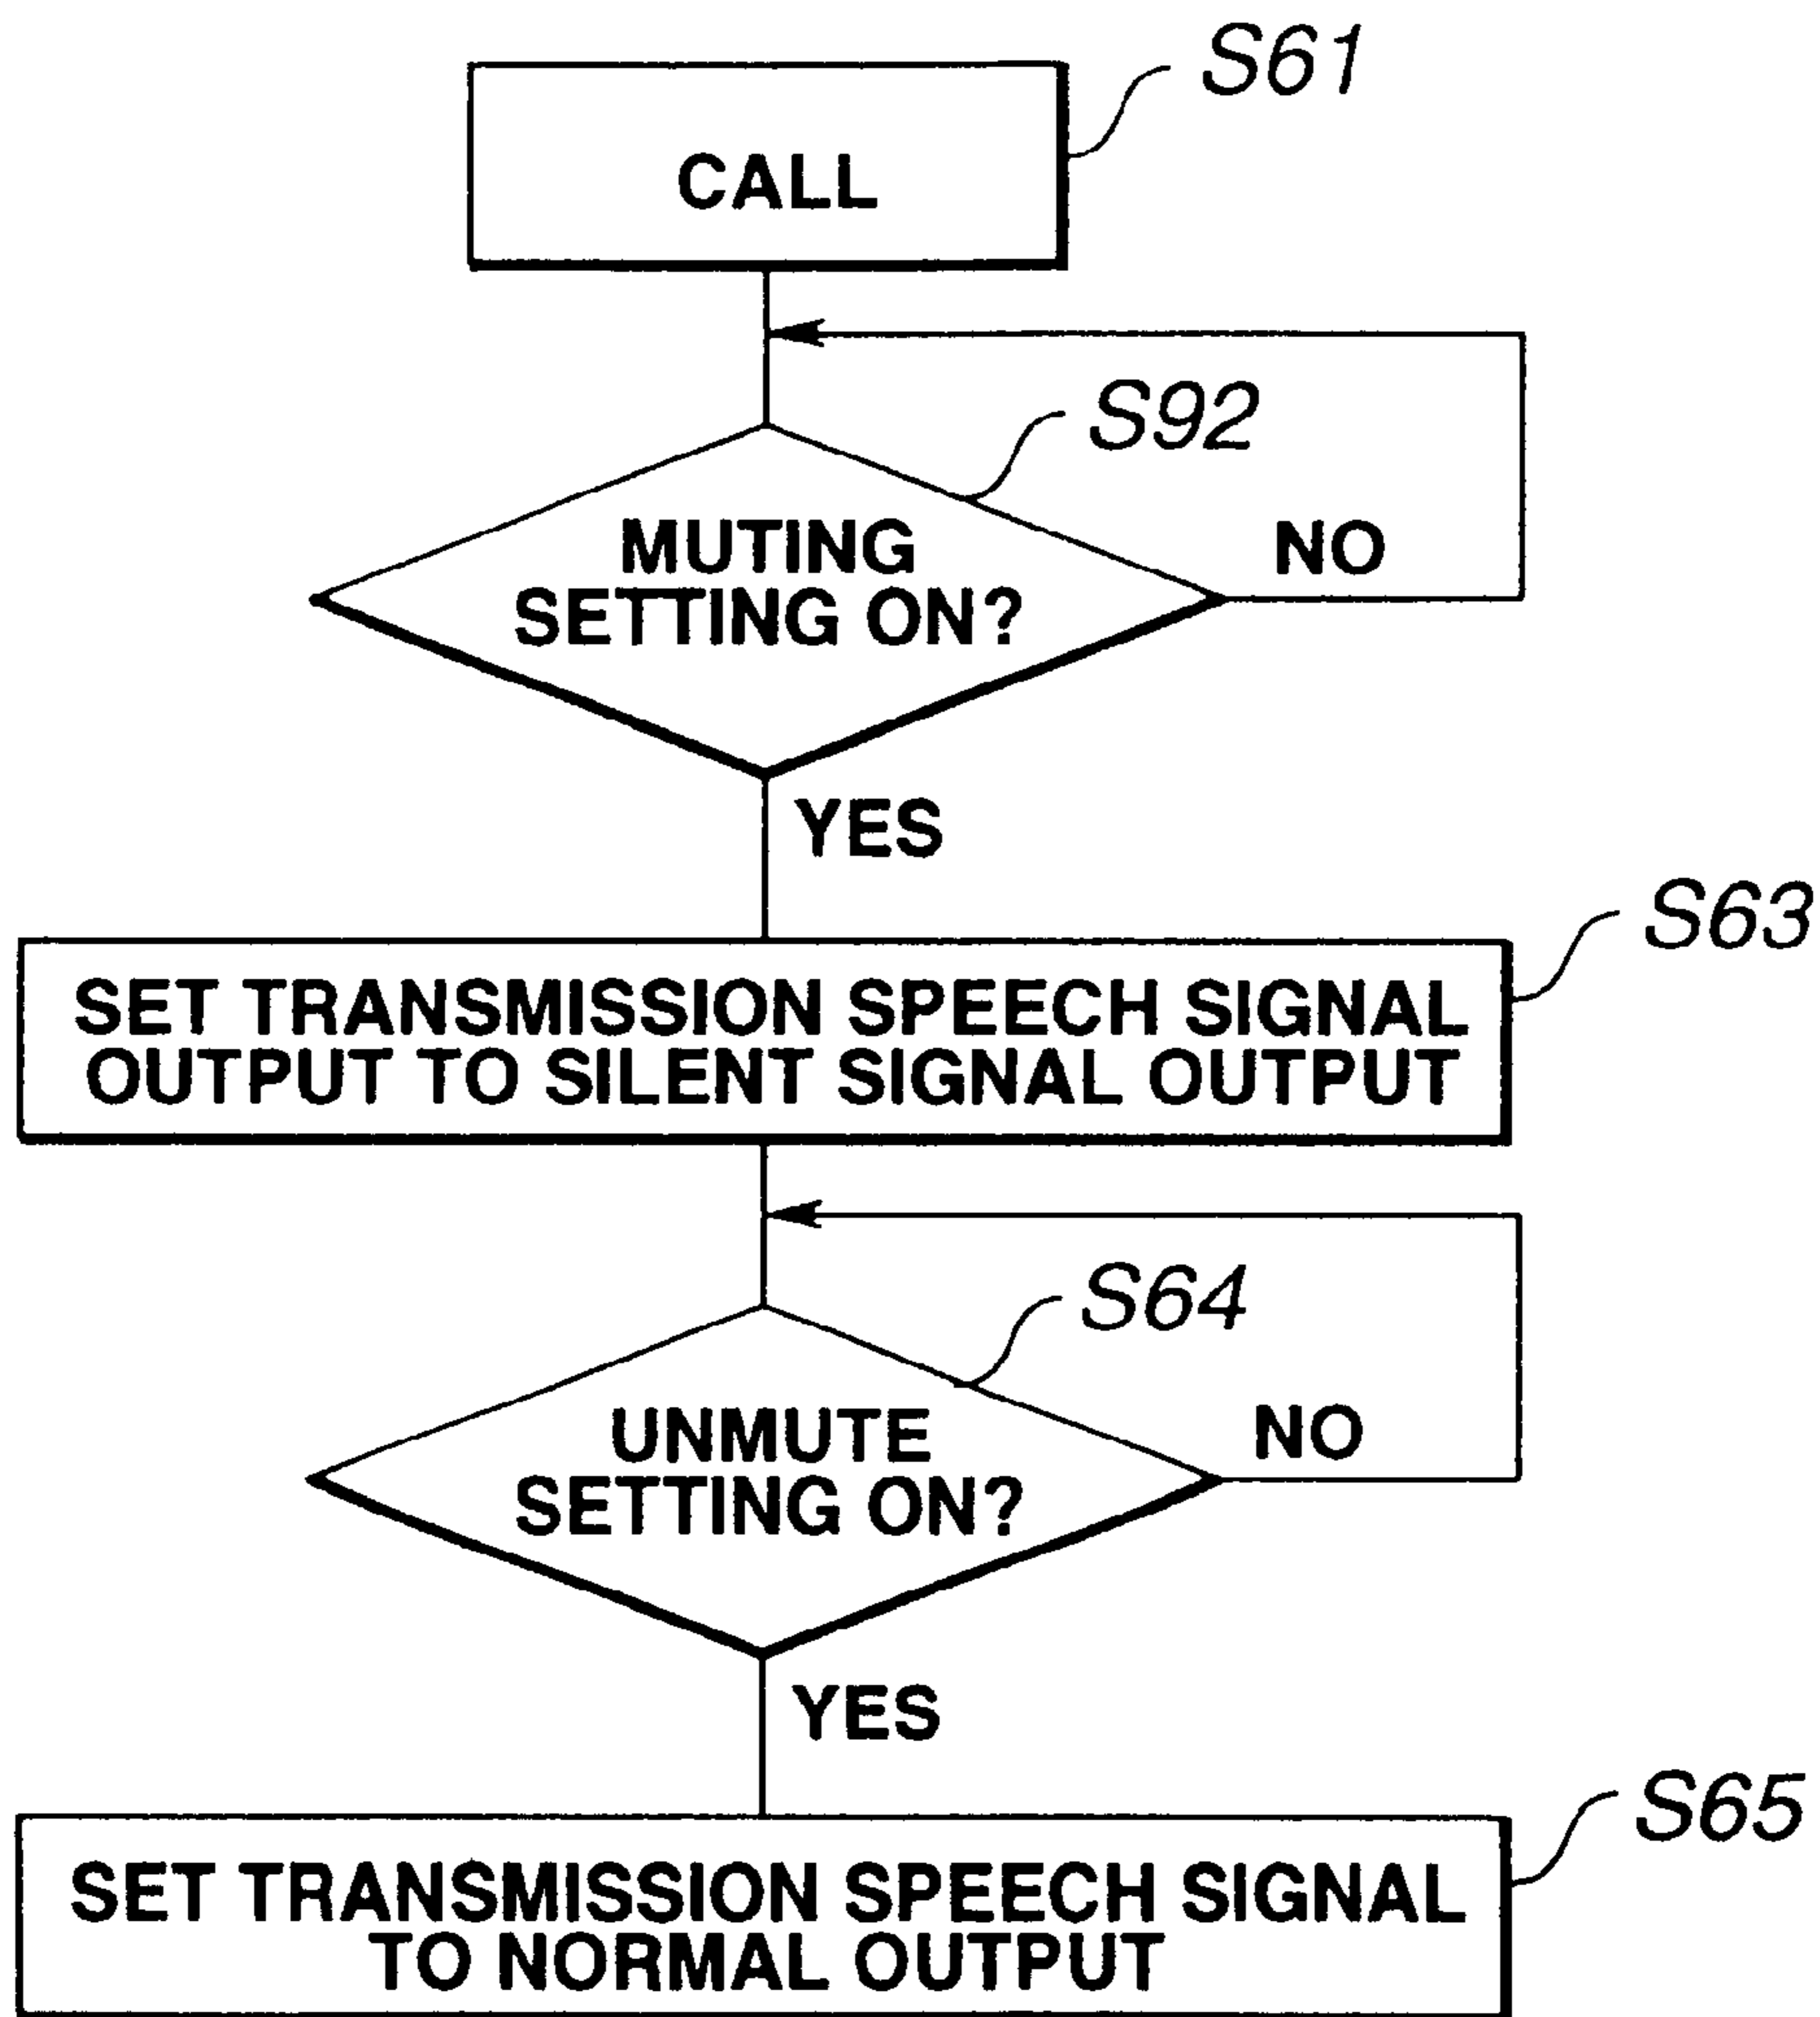 S61
CALL
S92
MUTING
SETTING ON?
NO
YES
S63
SET TRANSMISSION SPEECH SIGNAL
OUTPUT TO SILENT SIGNAL OUTPUT
S64
UNMUTE
SETTING ON?
NO
YES
S65
SET TRANSMISSION SPEECH SIGNAL
TO NORMAL OUTPUT